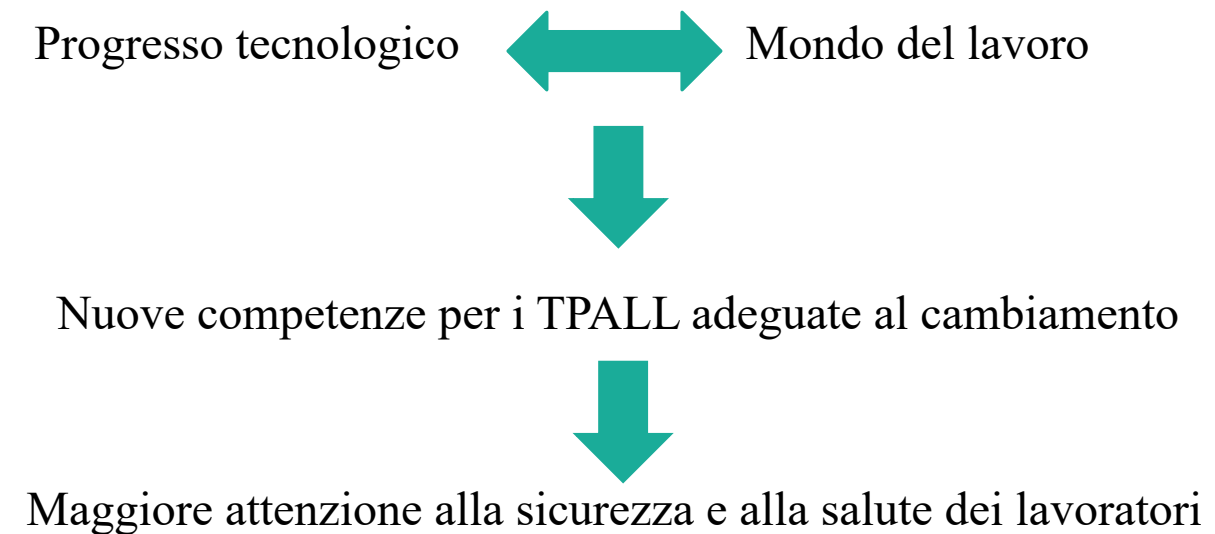 Progresso tecnologico Mondo del lavoro
Nuove competenze per i TPALL adeguate al cambiamento
Maggiore attenzione alla sicurezza e alla salute dei lavoratori